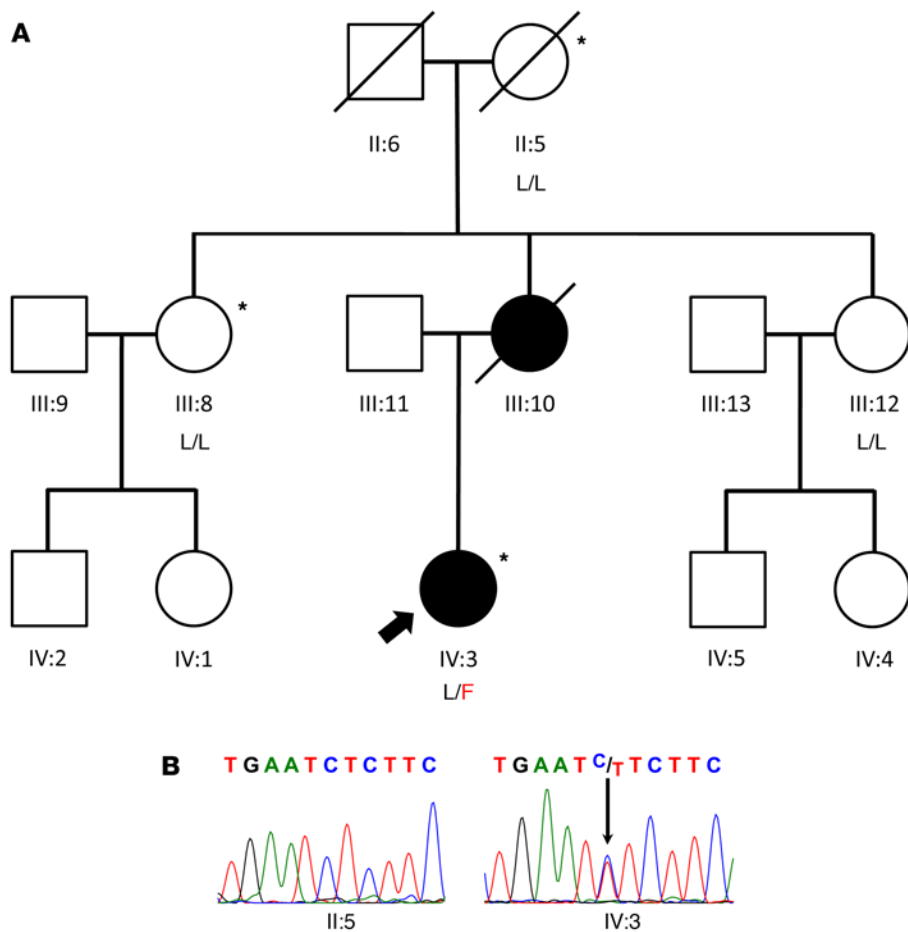 A
*
II:6 II:5
L/L
*
III:9 III:8 III:11 III:10 III:13 III:12
L/L L/L
*
IV:2 IV:1 IV:3 IV:5 IV:4
L/F
B
TGAATCTCTTC TGAATC/TTCTTC
II:5 IV:3